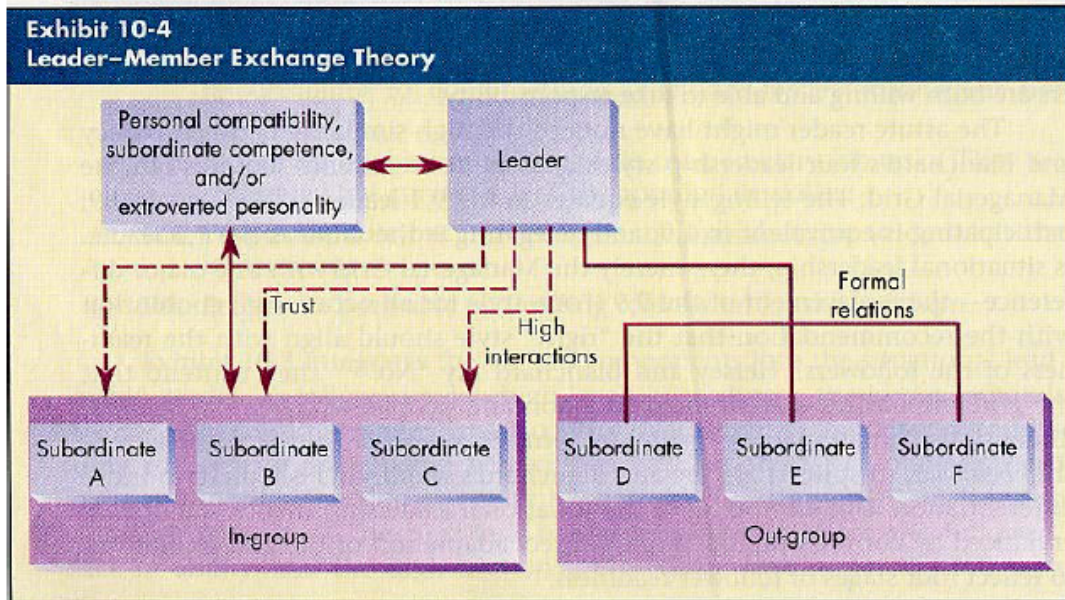 Exhibit 10-4
Leader–Member Exchange Theory
Personal compatibility,
subordinate competence,
and/or
extroverted personality
Leader
Trust
High
interactions
Formal
relations
Subordinate
A
Subordinate
B
Subordinate
C
In-group
Subordinate
D
Subordinate
E
Subordinate
F
Out-group